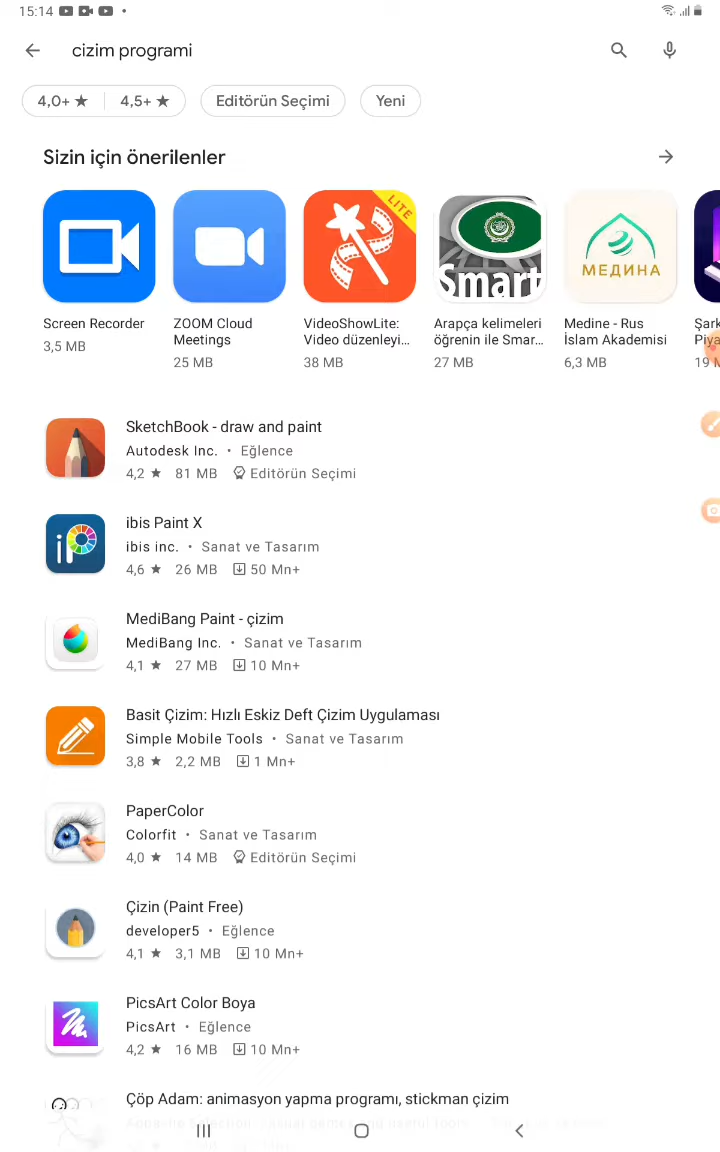 15:14
cizim programi
4,0+ ★ 4,5+ ★ Editörün Seçimi Yeni
Sizin için önerilenler
LITE
Smart
МЕДИНА
Screen Recorder
3,5 MB
ZOOM Cloud
Meetings
25 MB
VideoShowLite:
Video düzenleyi...
38 MB
Arapça kelimeleri
öğrenin ile Smar...
27 MB
Medine - Rus
İslam Akademisi
6,3 MB
Şark
Piya
19 M
SketchBook - draw and paint
Autodesk Inc. • Eğlence
4,2 ★ 81 MB Editörün Seçimi
iP
ibis Paint X
ibis inc. • Sanat ve Tasarım
4,6 ★ 26 MB 50 Mn+
MediBang Paint - çizim
MediBang Inc. • Sanat ve Tasarım
4,1 ★ 27 MB 10 Mn+
Basit Çizim: Hızlı Eskiz Deft Çizim Uygulaması
Simple Mobile Tools • Sanat ve Tasarım
3,8 ★ 2,2 MB 1 Mn+
PaperColor
Colorfit • Sanat ve Tasarım
4,0 ★ 14 MB Editörün Seçimi
Çizin (Paint Free)
developer5 • Eğlence
4,1 ★ 3,1 MB 10 Mn+
PicsArt Color Boya
PicsArt • Eğlence
4,2 ★ 16 MB 10 Mn+
Çöp Adam: animasyon yapma programı, stickman çizim